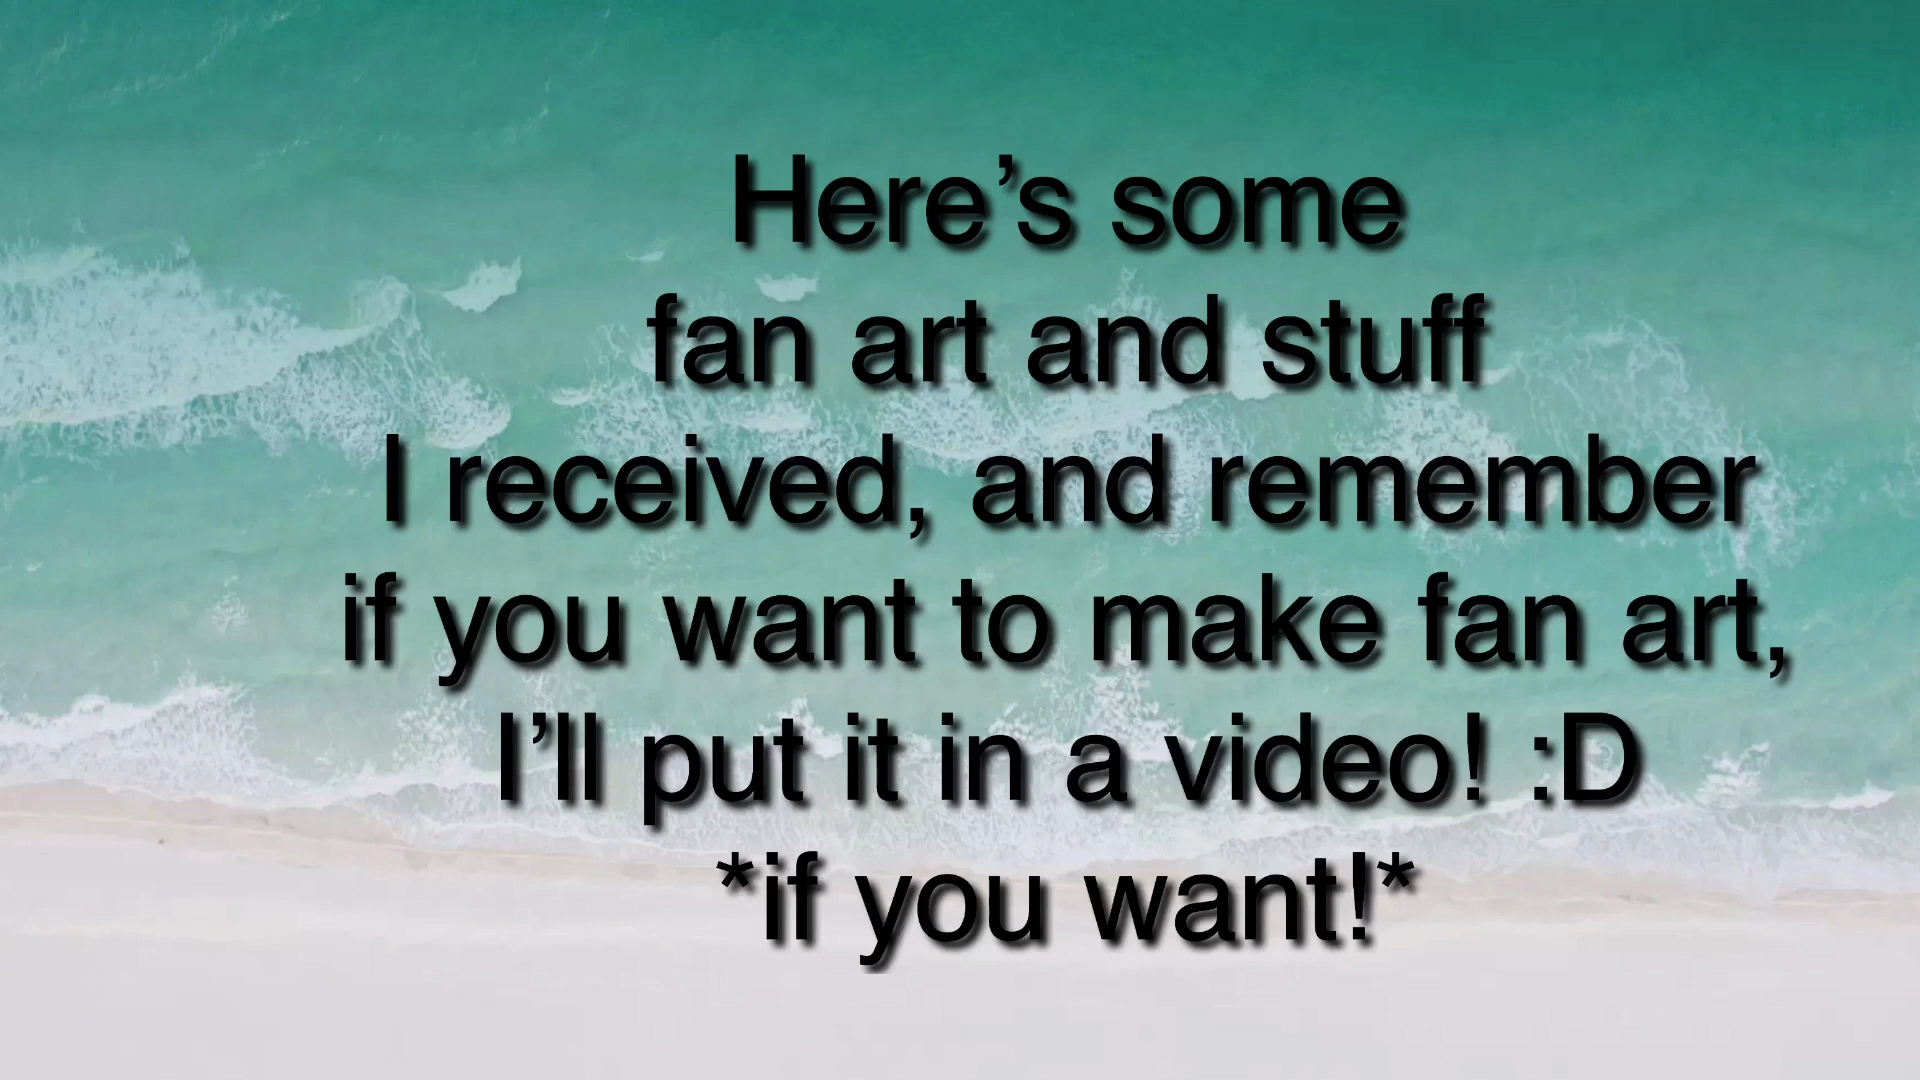 Here’s some
fan art and stuff
I received, and remember
if you want to make fan art,
I’ll put it in a video! :D
*if you want!*